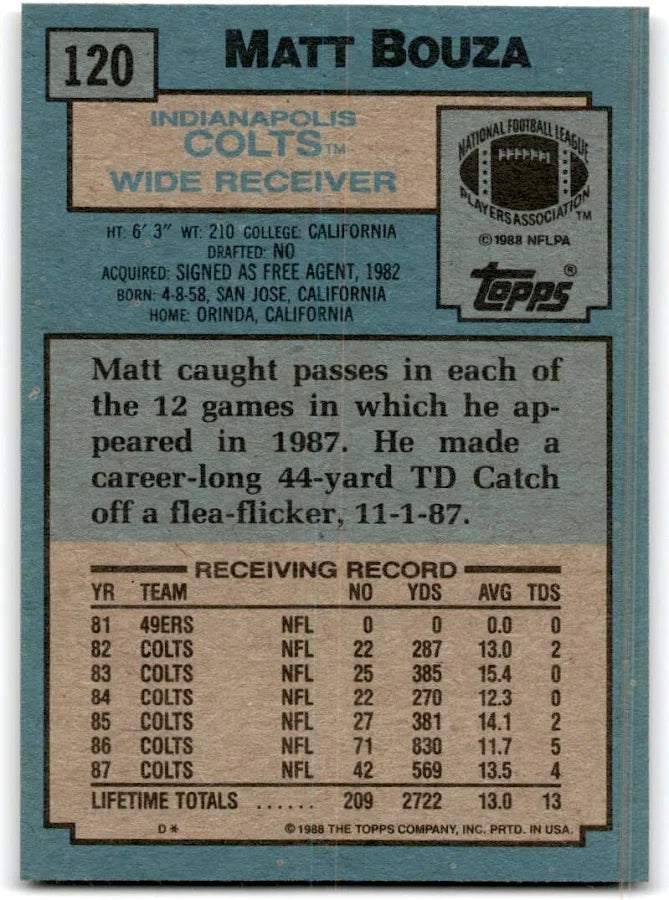 120
MATT BOUZA
INDIANAPOLIS
COLTS™
WIDE RECEIVER
NATIONAL FOOTBALL LEAGUE
PLAYERS ASSOCIATION™
©1988 NFLPA
Topps®
HT: 6' 3" WT: 210 COLLEGE: CALIFORNIA
DRAFTED: NO
ACQUIRED: SIGNED AS FREE AGENT, 1982
BORN: 4-8-58, SAN JOSE, CALIFORNIA
HOME: ORINDA, CALIFORNIA
Matt caught passes in each of
the 12 games in which he ap-
peared in 1987. He made a
career-long 44-yard TD Catch
off a flea-flicker, 11-1-87.
RECEIVING RECORD
YR TEAM NO YDS AVG TDS
81 49ERS NFL 0 0 0.0 0
82 COLTS NFL 22 287 13.0 2
83 COLTS NFL 25 385 15.4 0
84 COLTS NFL 22 270 12.3 0
85 COLTS NFL 27 381 14.1 2
86 COLTS NFL 71 830 11.7 5
87 COLTS NFL 42 569 13.5 4
LIFETIME TOTALS ...... 209 2722 13.0 13
D* ©1988 THE TOPPS COMPANY, INC. PRTD. IN USA.